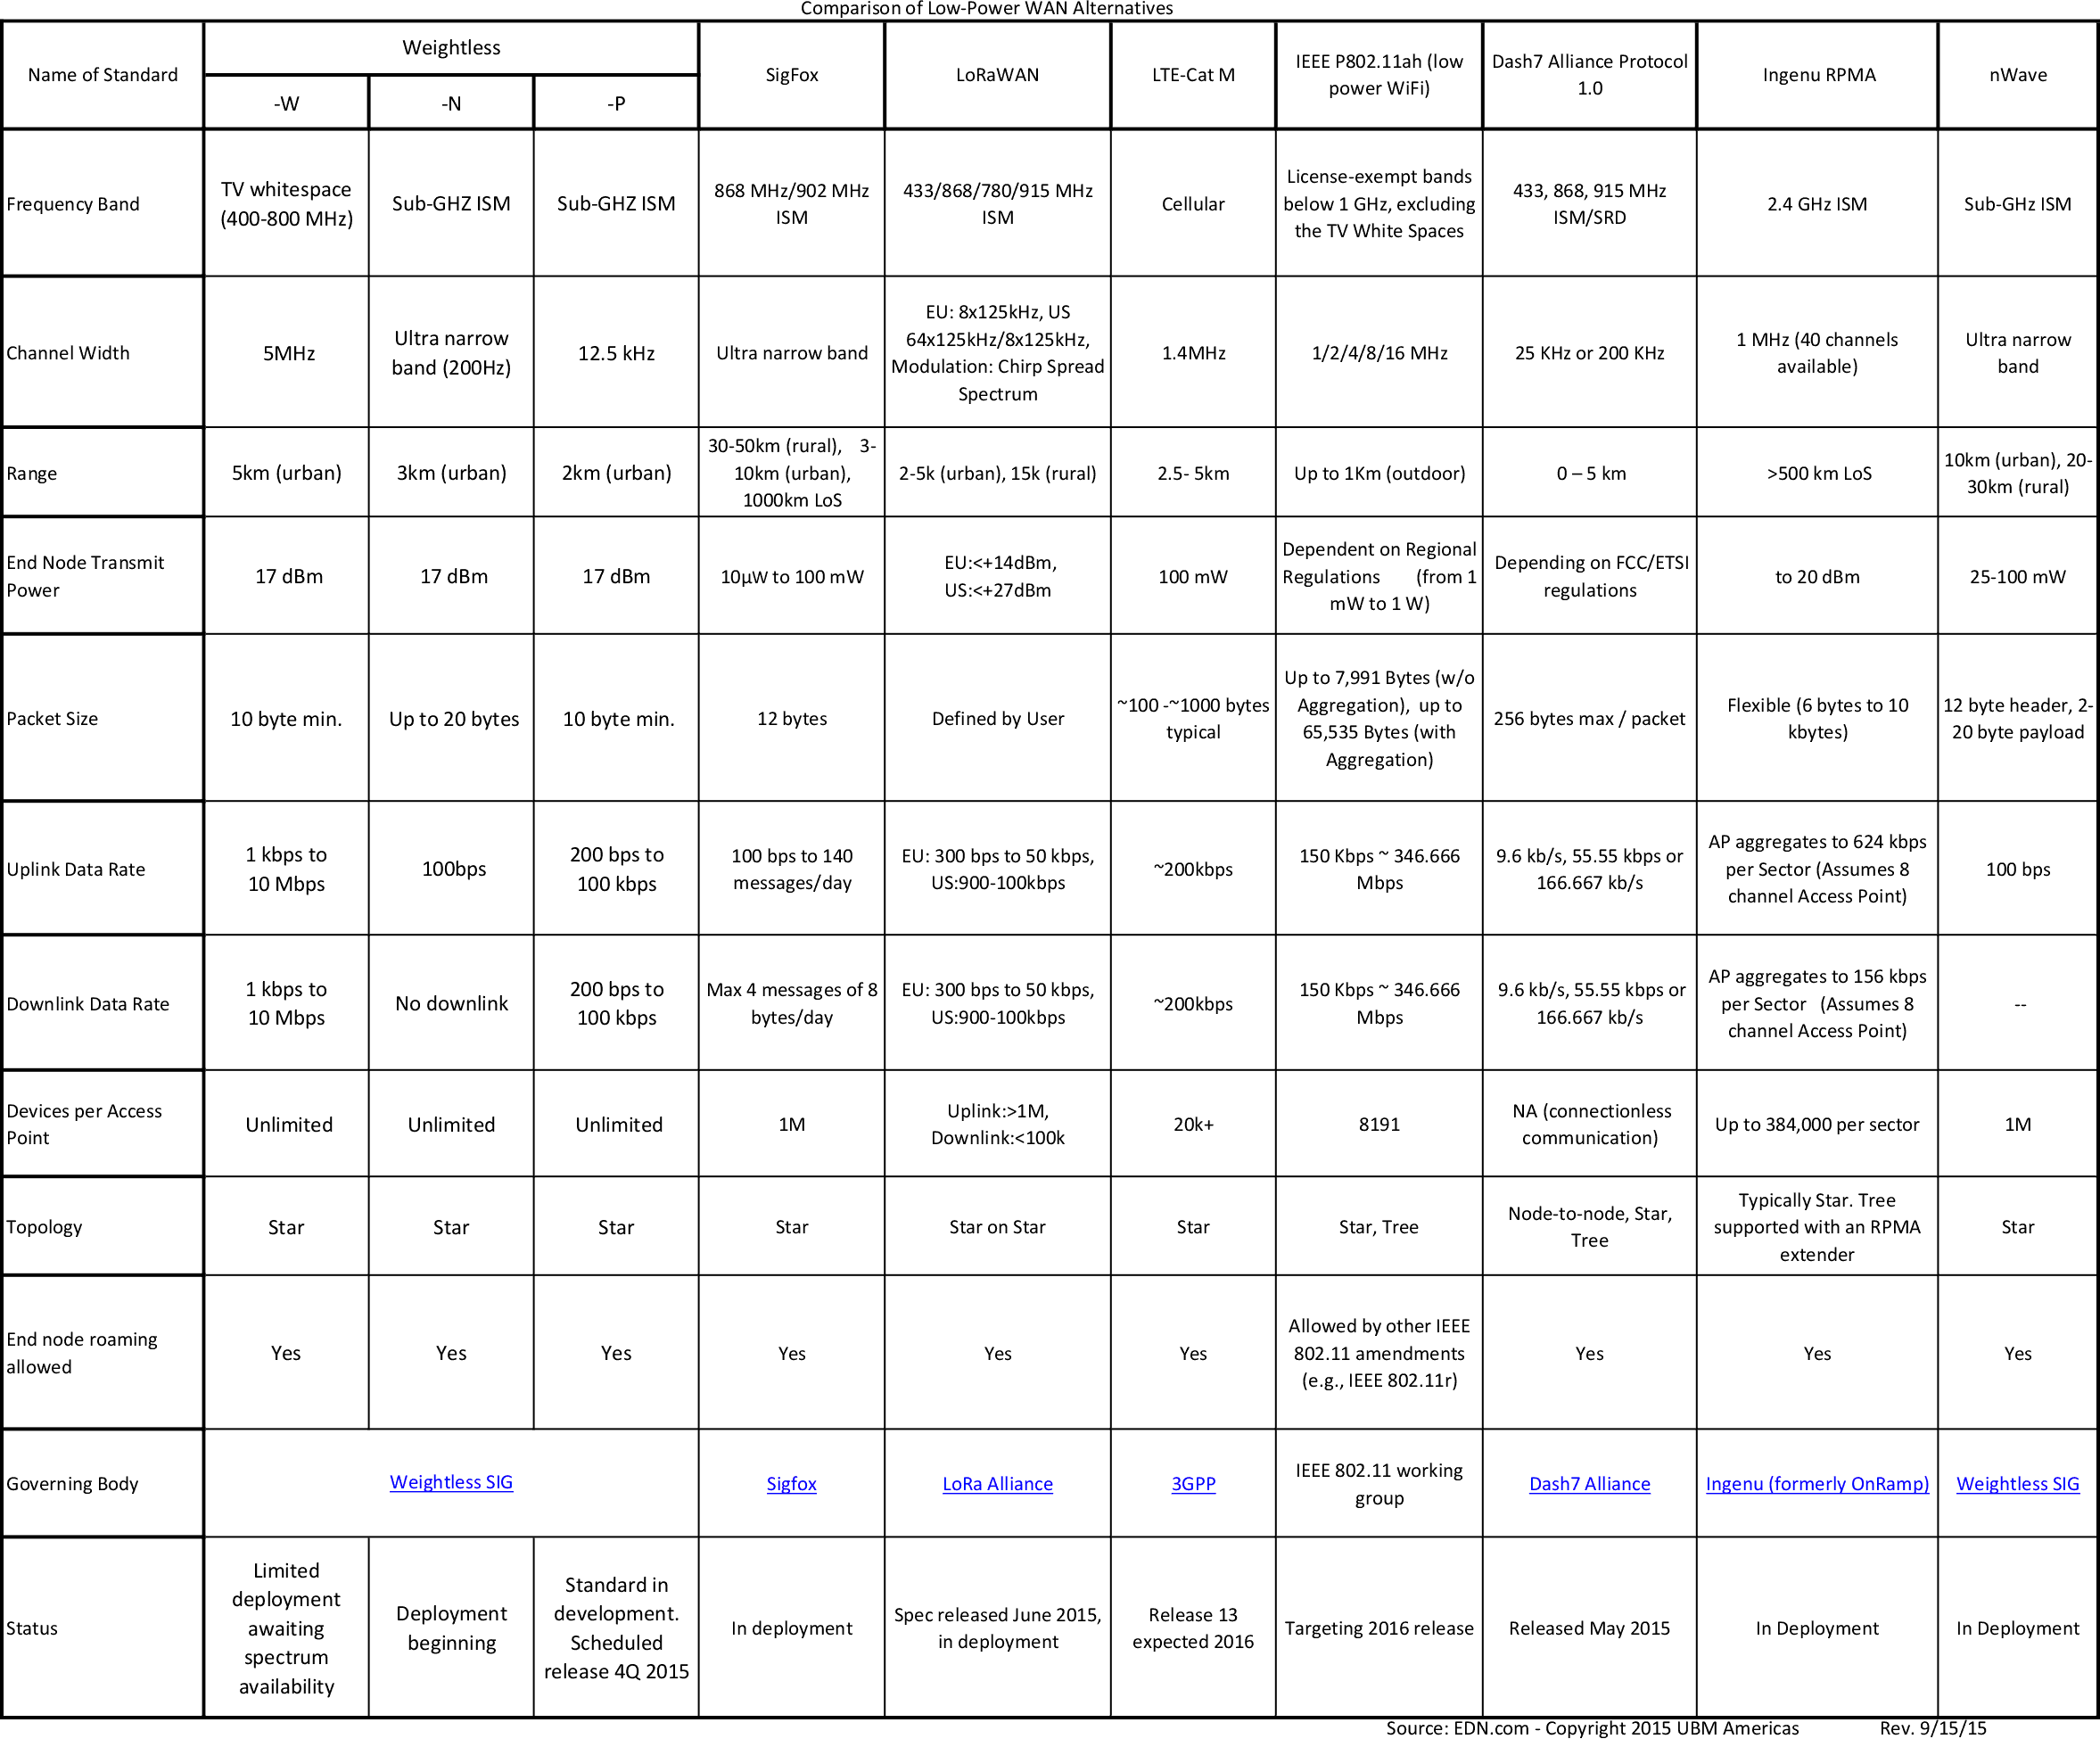 Comparison of Low-Power WAN Alternatives
Name of Standard
Weightless
-W
-N
-P
SigFox
LoRaWAN
LTE-Cat M
IEEE P802.11ah (low
power WiFi)
Dash7 Alliance Protocol
1.0
Ingenu RPMA
nWave
Frequency Band
TV whitespace
(400-800 MHz)
Sub-GHZ ISM
Sub-GHZ ISM
868 MHz/902 MHz
ISM
433/868/780/915 MHz
ISM
Cellular
License-exempt bands
below 1 GHz, excluding
the TV White Spaces
433, 868, 915 MHz
ISM/SRD
2.4 GHz ISM
Sub-GHz ISM
Channel Width
5MHz
Ultra narrow
band (200Hz)
12.5 kHz
Ultra narrow band
EU: 8x125kHz, US
64x125kHz/8x125kHz,
Modulation: Chirp Spread
Spectrum
1.4MHz
1/2/4/8/16 MHz
25 KHz or 200 KHz
1 MHz (40 channels
available)
Ultra narrow
band
Range
5km (urban)
3km (urban)
2km (urban)
30-50km (rural), 3-
10km (urban),
1000km LoS
2-5k (urban), 15k (rural)
2.5- 5km
Up to 1Km (outdoor)
0 – 5 km
>500 km LoS
10km (urban), 20-
30km (rural)
End Node Transmit
Power
17 dBm
17 dBm
17 dBm
10µW to 100 mW
EU:<+14dBm,
US:<+27dBm
100 mW
Dependent on Regional
Regulations (from 1
mW to 1 W)
Depending on FCC/ETSI
regulations
to 20 dBm
25-100 mW
Packet Size
10 byte min.
Up to 20 bytes
10 byte min.
12 bytes
Defined by User
~100 -~1000 bytes
typical
Up to 7,991 Bytes (w/o
Aggregation), up to
65,535 Bytes (with
Aggregation)
256 bytes max / packet
Flexible (6 bytes to 10
kbytes)
12 byte header, 2-
20 byte payload
Uplink Data Rate
1 kbps to
10 Mbps
100bps
200 bps to
100 kbps
100 bps to 140
messages/day
EU: 300 bps to 50 kbps,
US:900-100kbps
~200kbps
150 Kbps ~ 346.666
Mbps
9.6 kb/s, 55.55 kbps or
166.667 kb/s
AP aggregates to 624 kbps
per Sector (Assumes 8
channel Access Point)
100 bps
Downlink Data Rate
1 kbps to
10 Mbps
No downlink
200 bps to
100 kbps
Max 4 messages of 8
bytes/day
EU: 300 bps to 50 kbps,
US:900-100kbps
~200kbps
150 Kbps ~ 346.666
Mbps
9.6 kb/s, 55.55 kbps or
166.667 kb/s
AP aggregates to 156 kbps
per Sector (Assumes 8
channel Access Point)
--
Devices per Access
Point
Unlimited
Unlimited
Unlimited
1M
Uplink:>1M,
Downlink:<100k
20k+
8191
NA (connectionless
communication)
Up to 384,000 per sector
1M
Topology
Star
Star
Star
Star
Star on Star
Star
Star, Tree
Node-to-node, Star,
Tree
Typically Star. Tree
supported with an RPMA
extender
Star
End node roaming
allowed
Yes
Yes
Yes
Yes
Yes
Yes
Allowed by other IEEE
802.11 amendments
(e.g., IEEE 802.11r)
Yes
Yes
Yes
Governing Body
Weightless SIG
Sigfox
LoRa Alliance
3GPP
IEEE 802.11 working
group
Dash7 Alliance
Ingenu (formerly OnRamp)
Weightless SIG
Status
Limited
deployment
awaiting
spectrum
availability
Deployment
beginning
Standard in
development.
Scheduled
release 4Q 2015
In deployment
Spec released June 2015,
in deployment
Release 13
expected 2016
Targeting 2016 release
Released May 2015
In Deployment
In Deployment
Source: EDN.com - Copyright 2015 UBM Americas Rev. 9/15/15